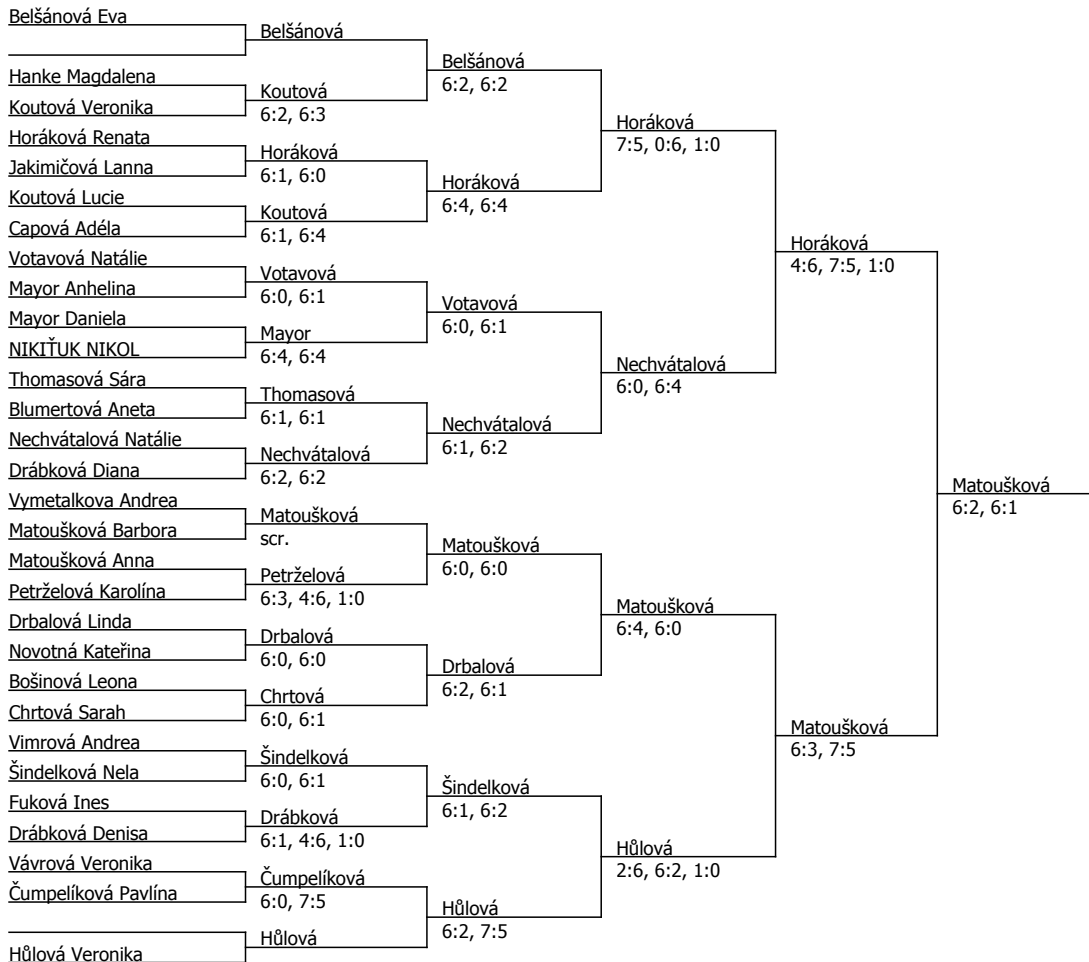 Belšánová Eva
Hanke Magdalena
Koutová Veronika
Horáková Renata
Jakimičová Lanna
Koutová Lucie
Capová Adéla
Votavová Natálie
Mayor Anhelina
Mayor Daniela
NIKIŤUK NIKOL
Thomasová Sára
Blumertová Aneta
Nechvátalová Natálie
Drábková Diana
Vymetalkova Andrea
Matoušková Barbora
Matoušková Anna
Petrželová Karolína
Drbalová Linda
Novotná Kateřina
Bošinová Leona
Chrtová Sarah
Vimrová Andrea
Šindelková Nela
Fuková Ines
Drábková Denisa
Vávrová Veronika
Čumpelíková Pavlína
Hůlová Veronika
Belšánová
Koutová
6:2, 6:3
Horáková
6:1, 6:0
Koutová
6:1, 6:4
Votavová
6:0, 6:1
Mayor
6:4, 6:4
Thomasová
6:1, 6:1
Nechvátalová
6:2, 6:2
Matoušková
scr.
Petrželová
6:3, 4:6, 1:0
Drbalová
6:0, 6:0
Chrtová
6:0, 6:1
Šindelková
6:0, 6:1
Drábková
6:1, 4:6, 1:0
Čumpelíková
6:0, 7:5
Hůlová
Belšánová
6:2, 6:2
Horáková
6:4, 6:4
Votavová
6:0, 6:1
Nechvátalová
6:1, 6:2
Matoušková
6:0, 6:0
Drbalová
6:2, 6:1
Šindelková
6:1, 6:2
Hůlová
6:2, 7:5
Horáková
7:5, 0:6, 1:0
Nechvátalová
6:0, 6:4
Matoušková
6:4, 6:0
Hůlová
2:6, 6:2, 1:0
Horáková
4:6, 7:5, 1:0
Matoušková
6:3, 7:5
Matoušková
6:2, 6:1